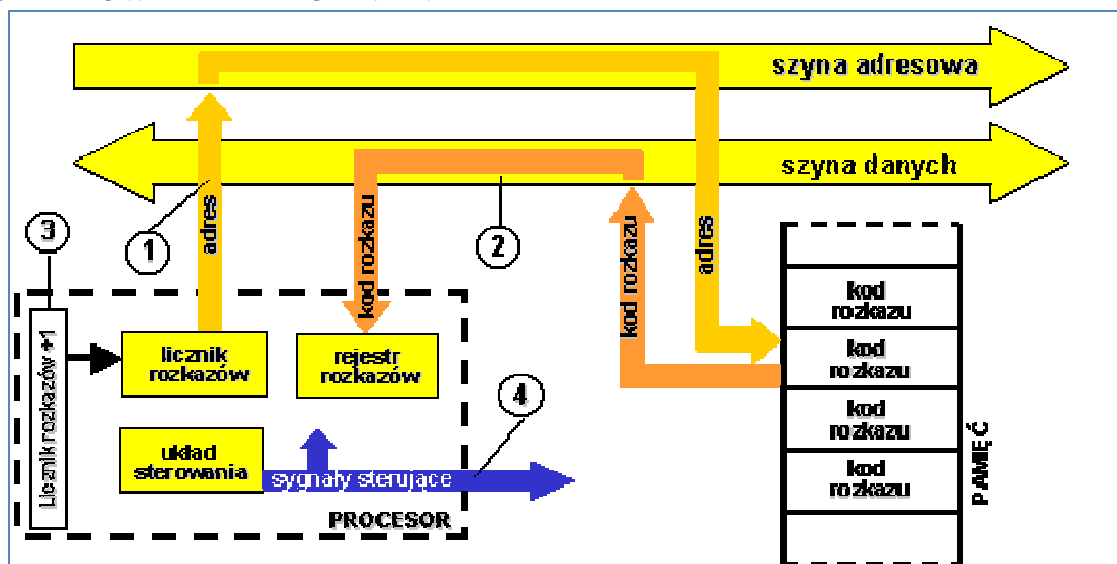 szyna adresowa
szyna danych
adres
kod rozkazu
kod rozkazu
adres
1
2
3
4
Licznik rozkazów +1
licznik
rozkazów
rejestr
rozkazów
układ
sterowania
sygnały sterujące
PROCESOR
kod
rozkazu
kod
rozkazu
kod
rozkazu
kod
rozkazu
PAMIĘĆ